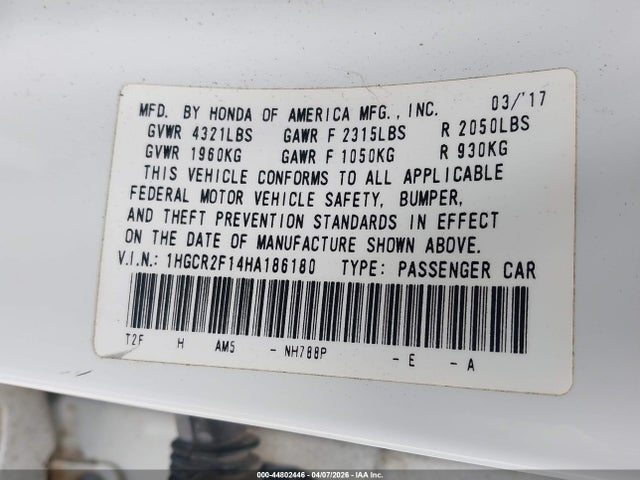 MFD. BY HONDA OF AMERICA MFG., INC. 03/'17
GVWR 4321LBS GAWR F 2315LBS R 2050LBS
GVWR 1960KG GAWR F 1050KG R 930KG
THIS VEHICLE CONFORMS TO ALL APPLICABLE
FEDERAL MOTOR VEHICLE SAFETY, BUMPER,
AND THEFT PREVENTION STANDARDS IN EFFECT
ON THE DATE OF MANUFACTURE SHOWN ABOVE.
V.I.N.: 1HGCR2F14HA186180 TYPE: PASSENGER CAR
T2F H AM5 - NH788P - E - A
000-44802446 - 04/07/2026 - IAA Inc.